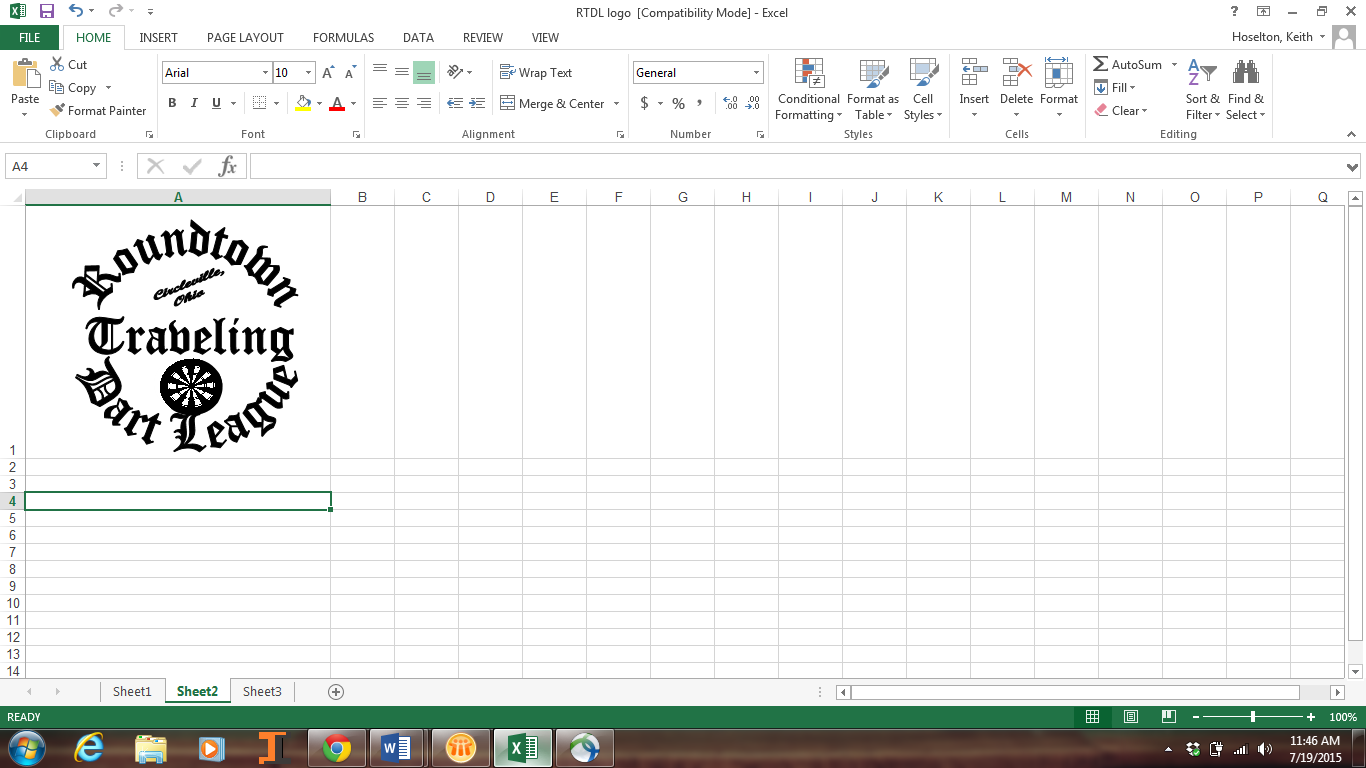 RTDL logo [Compatibility Mode] - Excel
FILE HOME INSERT PAGE LAYOUT FORMULAS DATA REVIEW VIEW
Hoselton, Keith
Paste
Cut
Copy
Format Painter
Clipboard
Arial 10
B I U
Font
Wrap Text
Merge & Center
Alignment
General
$ % ,
Number
Conditional Formatting
Format as Table
Cell Styles
Styles
Insert
Delete
Format
Cells
AutoSum
Fill
Clear
Sort & Filter
Find & Select
Editing
A4
fx
A B C D E F G H I J K L M N O P Q
Roundtown
Circleville,
Ohio
Traveling
Dart League
1
2
3
4
5
6
7
8
9
10
11
12
13
14
Sheet1 Sheet2 Sheet3
READY
100%
11:46 AM
7/19/2015